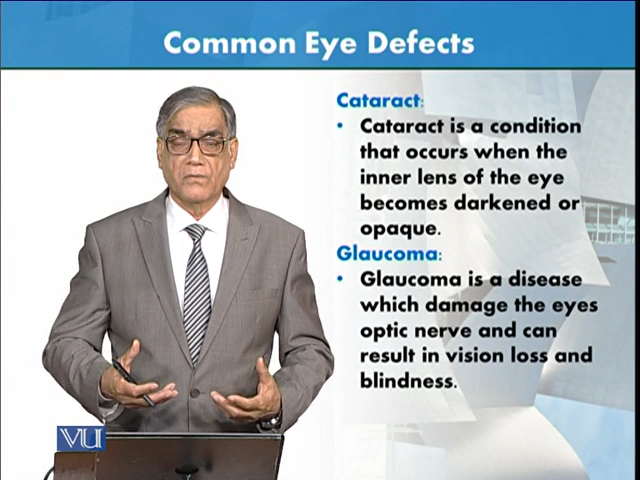 Common Eye Defects
Cataract:
• Cataract is a condition
that occurs when the
inner lens of the eye
becomes darkened or
opaque.
Glaucoma:
• Glaucoma is a disease
which damage the eyes
optic nerve and can
result in vision loss and
blindness.
VU